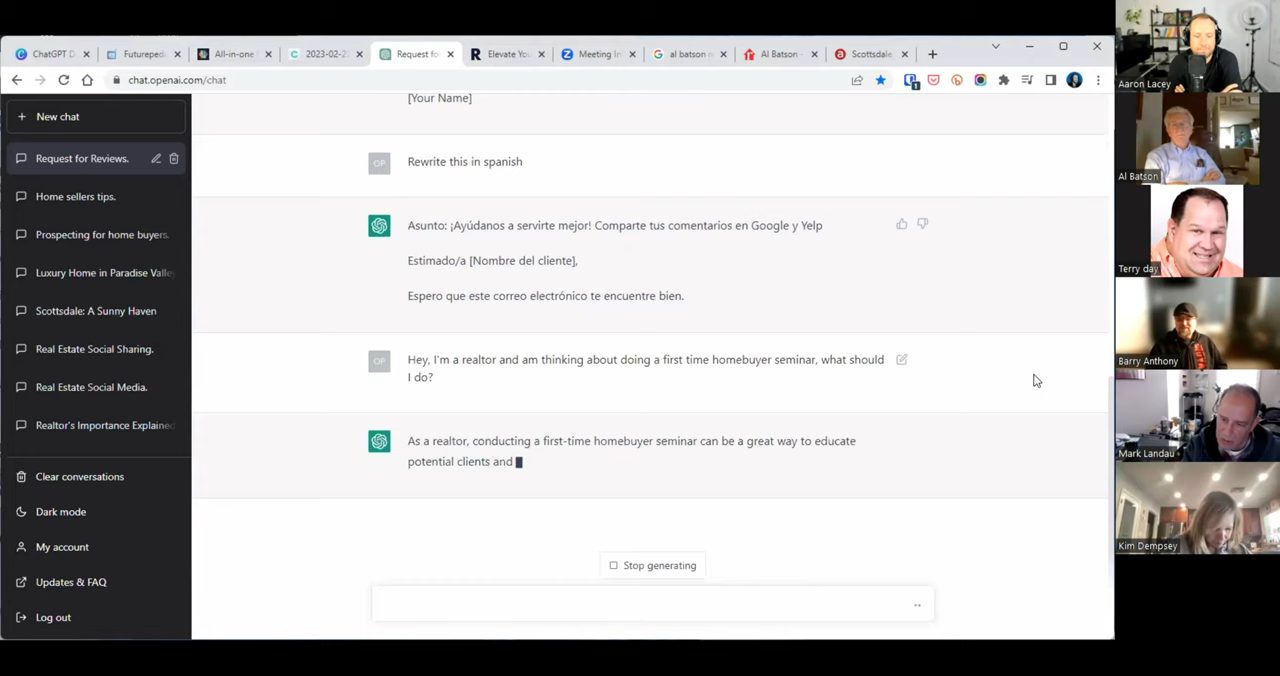 ChatGPT D
Futureped
All-in-one
2023-02-2
Request fo
Elevate You
Meeting In
al batson
Al Batson -
Scottsdale
chat.openai.com/chat
1
New chat
Request for Reviews.
Home sellers tips.
Prospecting for home buyers.
Luxury Home in Paradise Valle
Scottsdale: A Sunny Haven
Real Estate Social Sharing.
Real Estate Social Media.
Realtor's Importance Explained
Clear conversations
Dark mode
My account
Updates & FAQ
Log out
[Your Name]
OP
Rewrite this in spanish
Asunto: ¡Ayúdanos a servirte mejor! Comparte tus comentarios en Google y Yelp
Estimado/a [Nombre del cliente],
Espero que este correo electrónico te encuentre bien.
OP
Hey, I'm a realtor and am thinking about doing a first time homebuyer seminar, what should
I do?
As a realtor, conducting a first-time homebuyer seminar can be a great way to educate
potential clients and
Stop generating
Aaron Lacey
Al Batson
Terry day
Barry Anthony
Mark Landau
Kim Dempsey